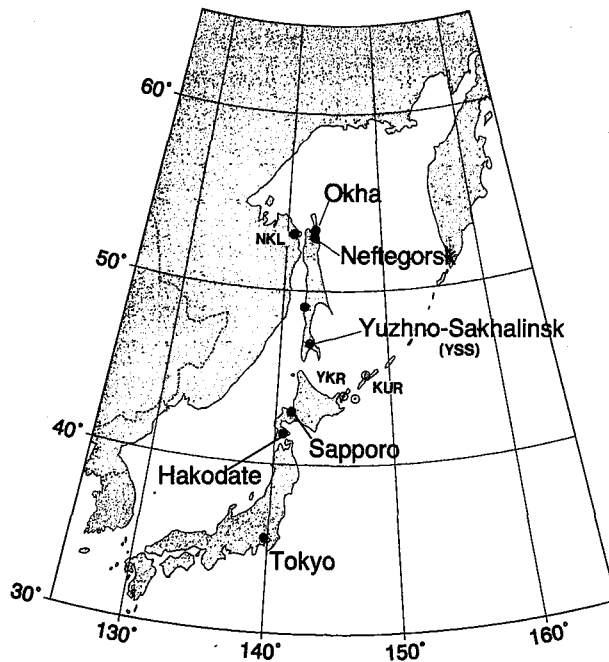 60°
Okha
NKL
Neftegorsk
50°
Yuzhno-Sakhalinsk
(YSS)
YKR
KUR
40°
Sapporo
Hakodate
Tokyo
30°
130°
140°
150°
160°